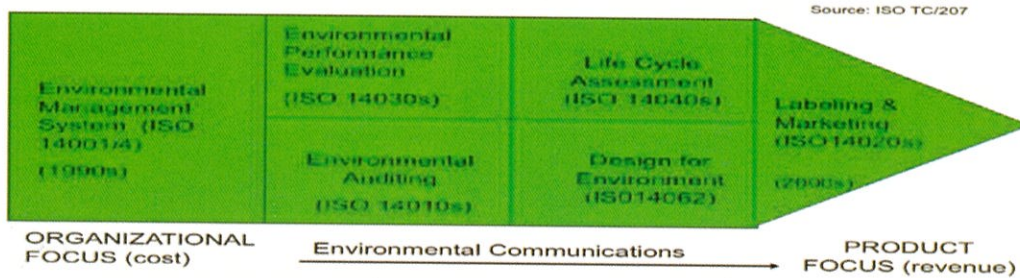 Source: ISO TC/207
Environmental
Management
System (ISO
14001/4)
(1990s)
Environmental
Performance
Evaluation
(ISO 14030s)
Environmental
Auditing
(ISO 14010s)
Life Cycle
Assessment
(ISO 14040s)
Design for
Environment
(IS014062)
Labeling &
Marketing
(ISO14020s)
(2000s)
ORGANIZATIONAL
FOCUS (cost)
Environmental Communications
PRODUCT
FOCUS (revenue)